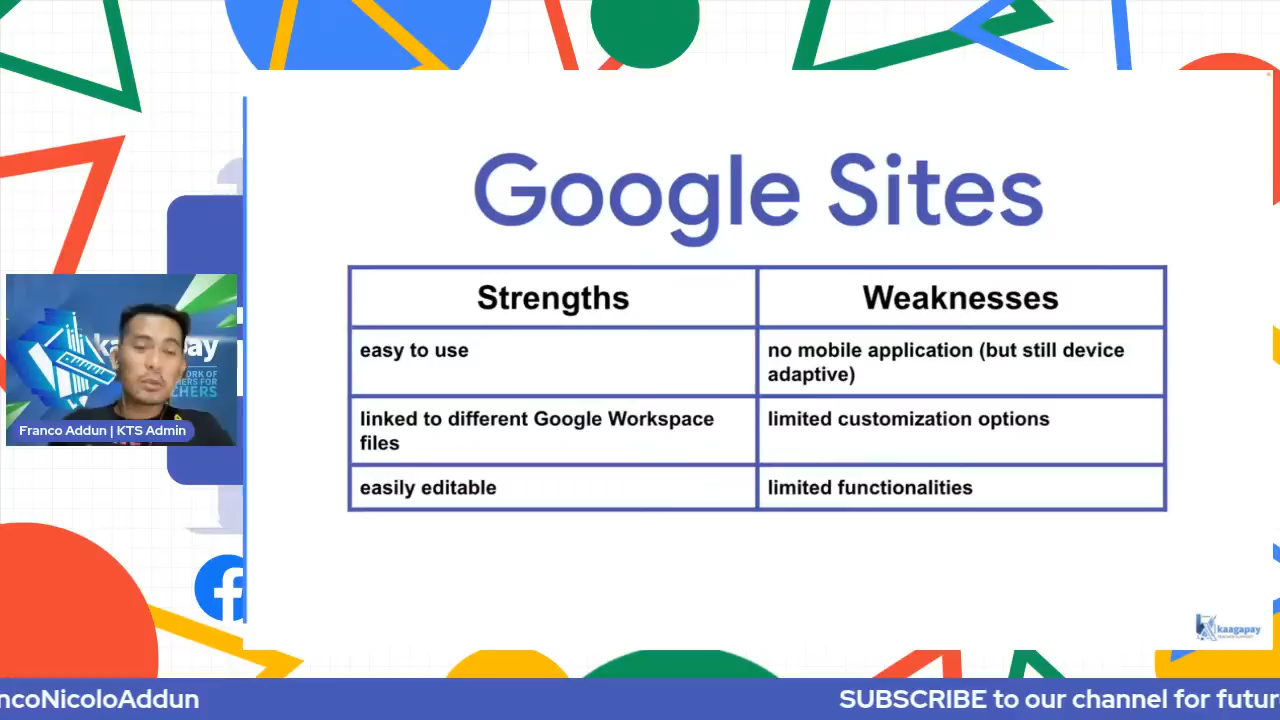 Google Sites
Strengths
Weaknesses
easy to use
no mobile application (but still device
adaptive)
linked to different Google Workspace
files
limited customization options
easily editable
limited functionalities
Franco Addun | KTS Admin
kaagapay
ncoNicoloAddun
SUBSCRIBE to our channel for futur